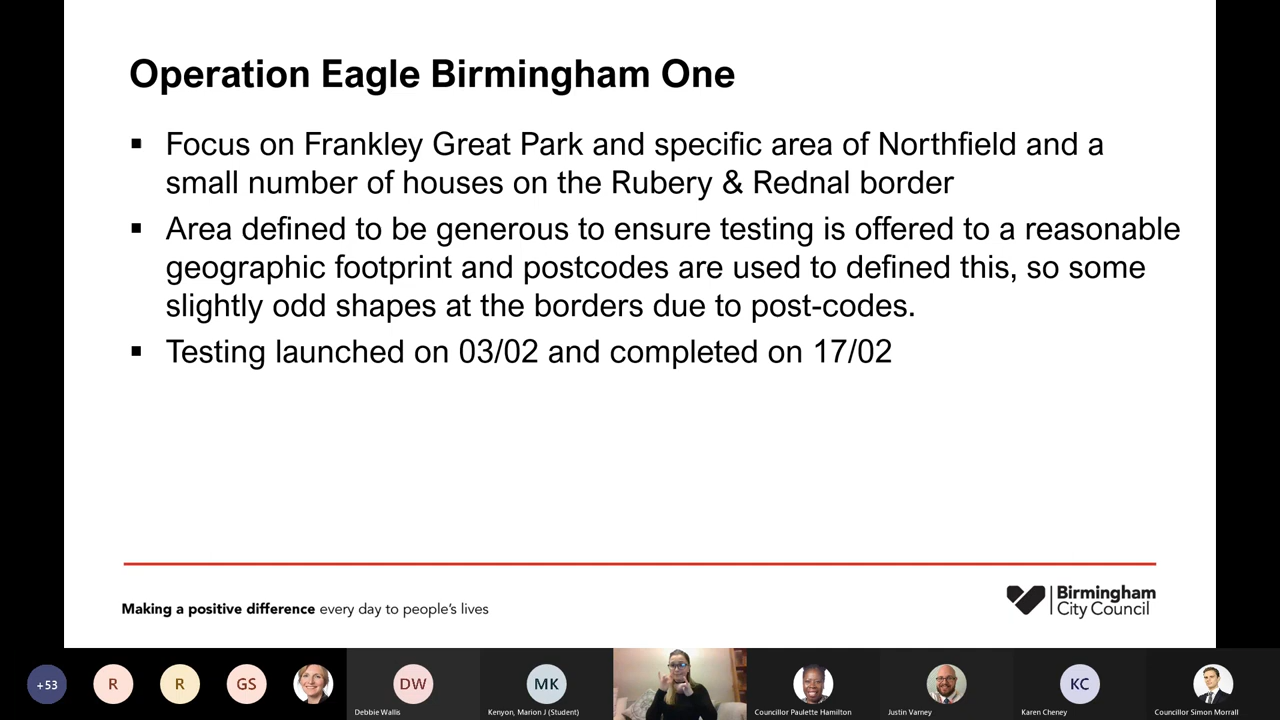 Operation Eagle Birmingham One
▪ Focus on Frankley Great Park and specific area of Northfield and a
small number of houses on the Rubery & Rednal border
▪ Area defined to be generous to ensure testing is offered to a reasonable
geographic footprint and postcodes are used to defined this, so some
slightly odd shapes at the borders due to post-codes.
▪ Testing launched on 03/02 and completed on 17/02
Making a positive difference every day to people's lives
Birmingham
City Council
+53
R
R
GS
DW
MK
KC
Debbie Wallis
Kenyon, Marion J (Student)
Councillor Paulette Hamilton
Justin Varney
Karen Cheney
Councillor Simon Morrall